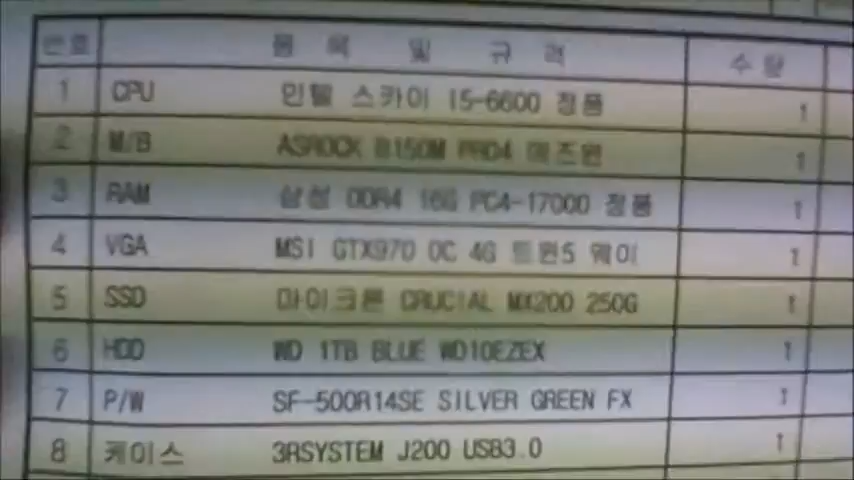 번호 품 목 및 규 격 수 량
1 CPU 인텔 스카이 I5-6600 정품 1
2 M/B ASROCK B150M PRO4 에즈윈 1
3 RAM 삼성 DDR4 16G PC4-17000 정품 1
4 VGA MSI GTX970 OC 4G 트윈5 웨이 1
5 SSD 마이크론 CRUCIAL MX200 250G 1
6 HDD WD 1TB BLUE WD10EZEX 1
7 P/W SF-500R14SE SILVER GREEN FX 1
8 케이스 3RSYSTEM J200 USB3.0 1